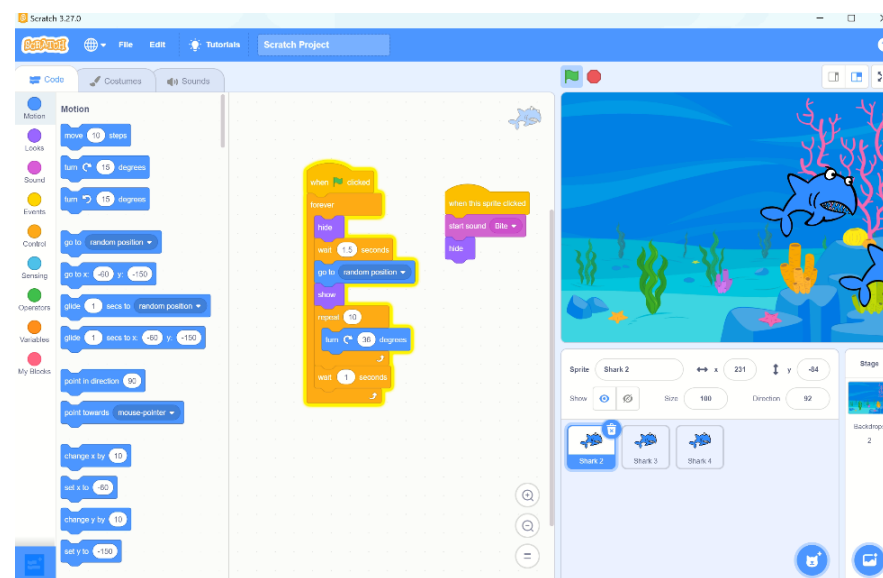 Scratch 3.27.0
SCRATCH File Edit Tutorials Scratch Project
Code Costumes Sounds
Motion
Looks
Sound
Events
Control
Sensing
Operators
Variables
My Blocks
Motion
move 10 steps
turn 15 degrees
turn 15 degrees
go to random position
go to x: -60 y: -150
glide 1 secs to random position
glide 1 secs to x: -60 y: -150
point in direction 90
point towards mouse-pointer
change x by 10
set x to -60
change y by 10
set y to -150
when clicked
forever
hide
wait 1.5 seconds
go to random position
show
repeat 10
turn 36 degrees
wait 1 seconds
when this sprite clicked
start sound Bite
hide
Sprite Shark 2 x 231 y -84
Show Size 100 Direction 92
Shark 2 Shark 3 Shark 4
Stage
Backdrops
2